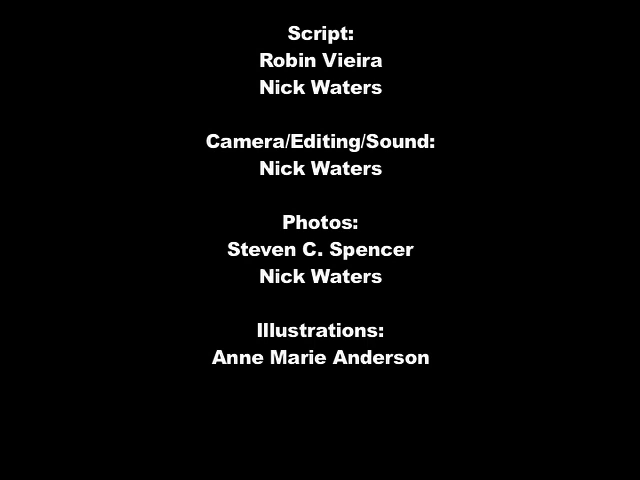 Script:
Robin Vieira
Nick Waters
Camera/Editing/Sound:
Nick Waters
Photos:
Steven C. Spencer
Nick Waters
Illustrations:
Anne Marie Anderson